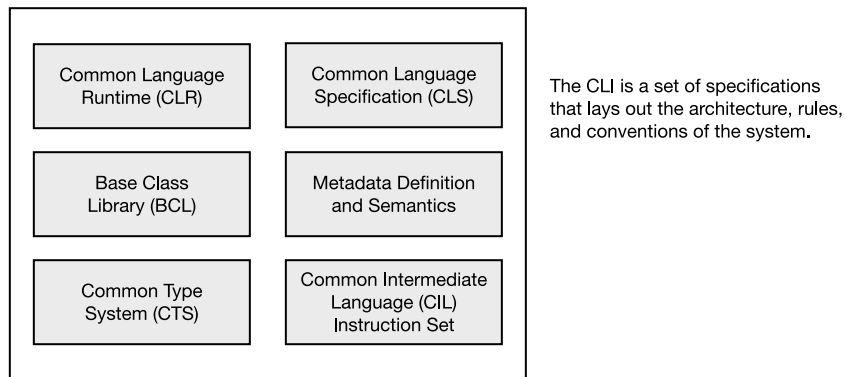 Common Language
Runtime (CLR)
Common Language
Specification (CLS)
The CLI is a set of specifications
that lays out the architecture, rules,
and conventions of the system.
Base Class
Library (BCL)
Metadata Definition
and Semantics
Common Type
System (CTS)
Common Intermediate
Language (CIL)
Instruction Set